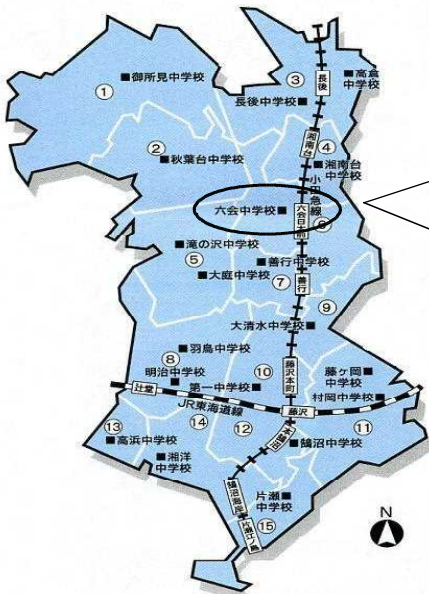 ① ■御所見中学校
③
長後中学校■
長後
■高倉
中学校
②
■秋葉台中学校
湘南台
④
■湘南台
中学校
小田急線
六会中学校■
六会日大前
⑥
■滝の沢中学校
⑤
■大庭中学校
■善行中学校
⑦
善行
⑨
大清水中学校■
■羽鳥中学校
⑧
明治中学校
■
⑩
第一中学校■
藤沢本町
藤ヶ岡■
中学校
村岡中学校■
辻堂
JR東海道線
藤沢
⑬
■高浜中学校
⑭
⑫
本鵠沼
■鵠沼中学校
⑪
■湘洋
中学校
鵠沼海岸
片瀬■
中学校
片瀬江ノ島
⑮
N